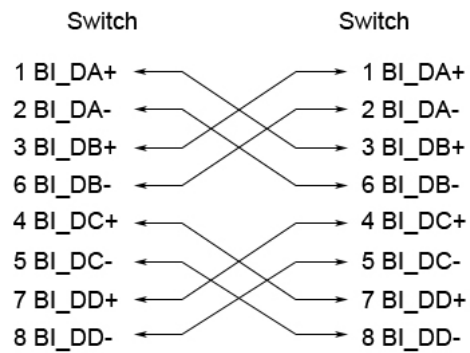 Switch Switch
1 BI_DA+ 1 BI_DA+
2 BI_DA- 2 BI_DA-
3 BI_DB+ 3 BI_DB+
6 BI_DB- 6 BI_DB-
4 BI_DC+ 4 BI_DC+
5 BI_DC- 5 BI_DC-
7 BI_DD+ 7 BI_DD+
8 BI_DD- 8 BI_DD-